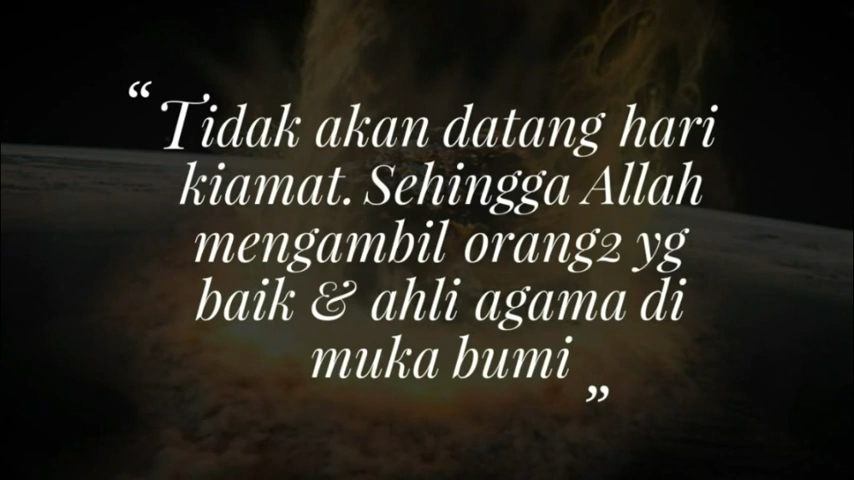 “Tidak akan datang hari
kiamat. Sehingga Allah
mengambil orang2 yg
baik & ahli agama di
muka bumi”